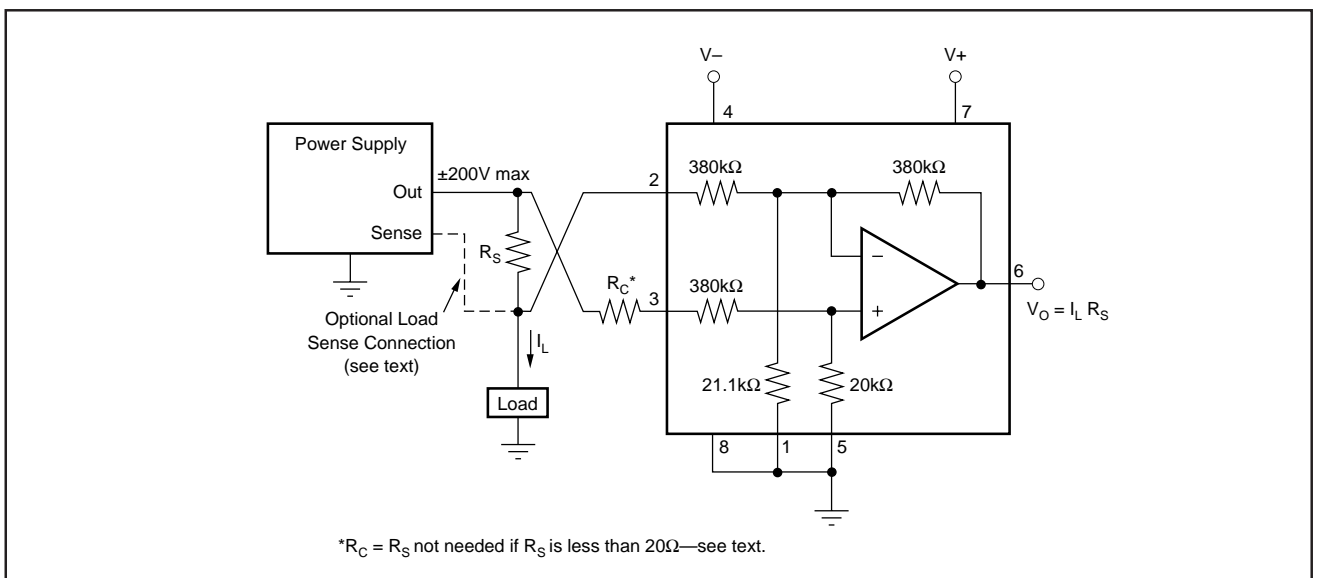 V–
V+
4
7
Power Supply
±200V max
Out
Sense
R_S
R_C*
2
3
380kΩ
380kΩ
380kΩ
–
+
6
V_O = I_L R_S
Optional Load
Sense Connection
(see text)
I_L
Load
21.1kΩ
20kΩ
8
1
5
*R_C = R_S not needed if R_S is less than 20Ω—see text.